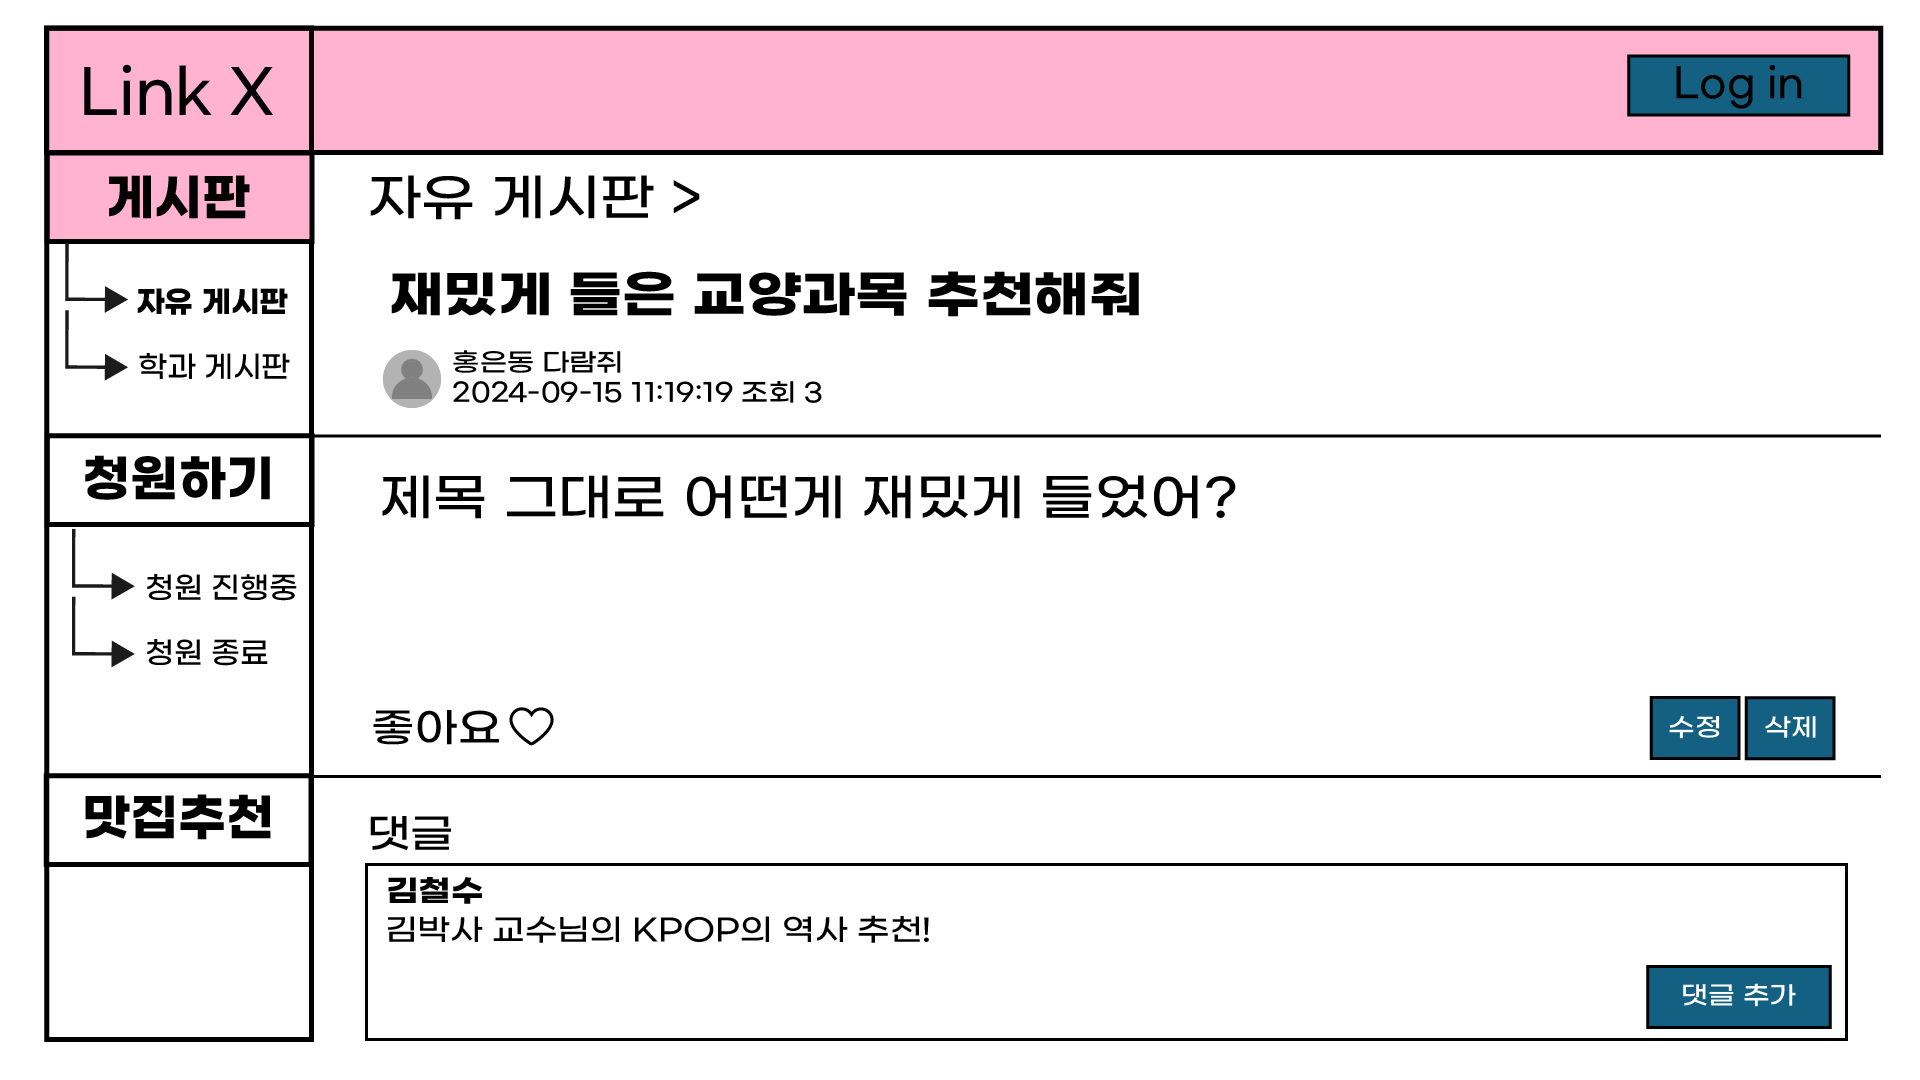 Link X
Log in
게시판
자유 게시판
학과 게시판
청원하기
청원 진행중
청원 종료
맛집추천
자유 게시판 >
재밌게 들은 교양과목 추천해줘
홍은동 다람쥐
2024-09-15 11:19:19 조회 3
제목 그대로 어떤게 재밌게 들었어?
좋아요
수정
삭제
댓글
김철수
김박사 교수님의 KPOP의 역사 추천!
댓글 추가